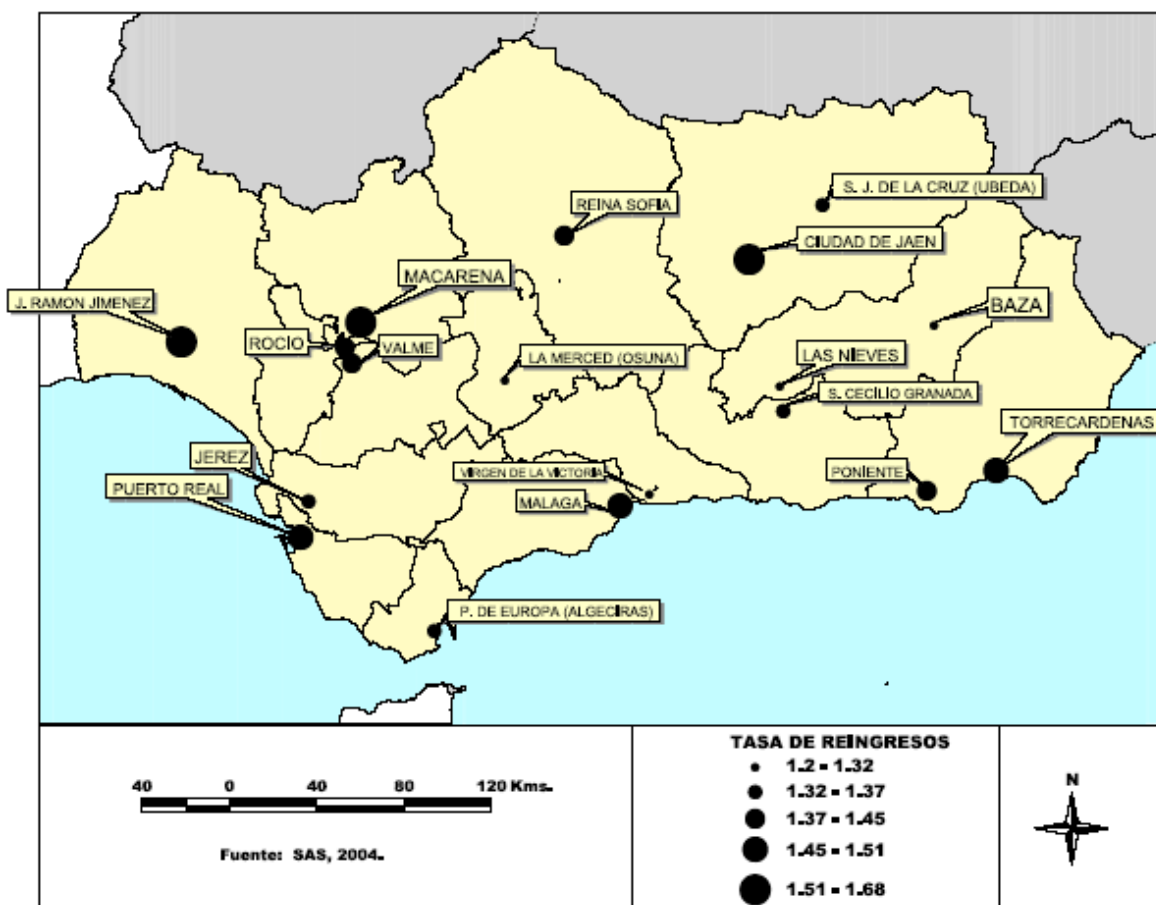 S. J. DE LA CRUZ (UBEDA)
REINA SOFIA
CIUDAD DE JAEN
MACARENA
J. RAMON JIMENEZ
BAZA
ROCÍO
VALME
LA MERCED (OSUNA)
LAS NIEVES
S. CECILIO GRANADA
TORRECARDENAS
JEREZ
VIRGEN DE LA VICTORIA
PONIENTE
PUERTO REAL
MALAGA
P. DE EUROPA (ALGECIRAS)
40 0 40 80 120 Kms.
Fuente: SAS, 2004.
TASA DE REINGRESOS
1.2 - 1.32
1.32 - 1.37
1.37 - 1.45
1.45 - 1.51
1.51 - 1.68
N